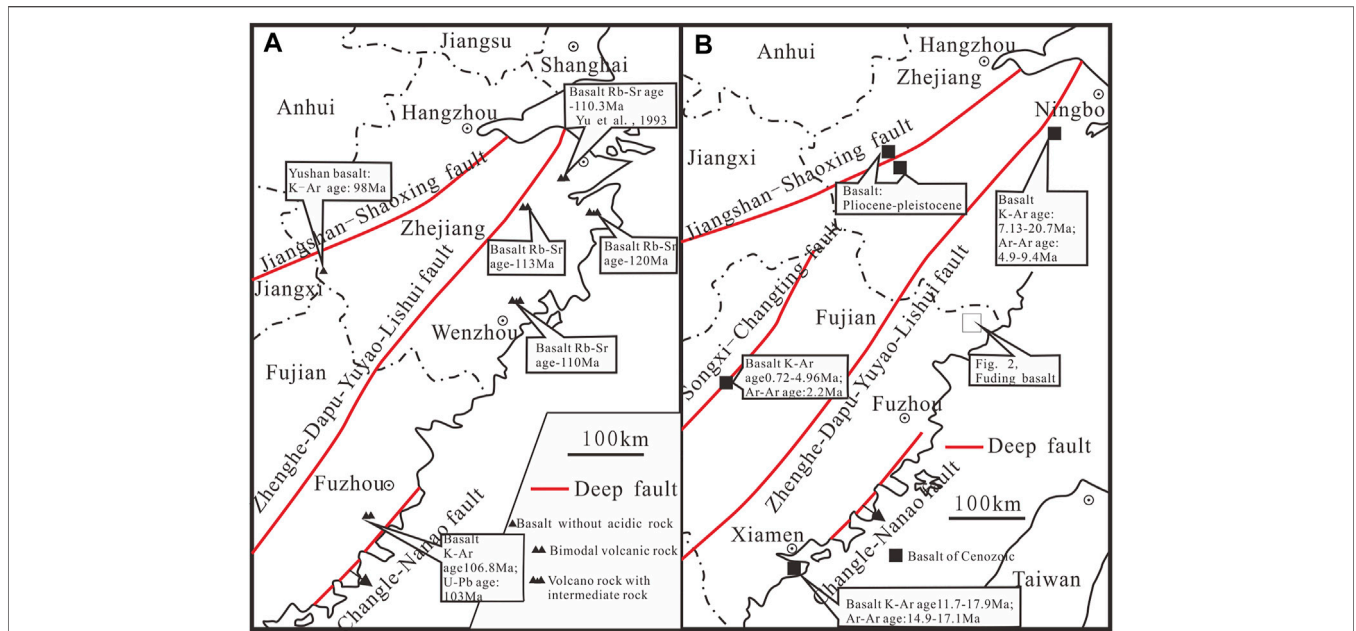 A
Jiangsu
Shanghai
Anhui
Hangzhou
Basalt Rb-Sr age
-110.3Ma
Yu et al., 1993
Yushan basalt:
K-Ar age: 98Ma
Jiangshan-Shaoxing fault
Zhejiang
Jiangxi
Basalt Rb-Sr
age-113Ma
Basalt Rb-Sr
age-120Ma
Wenzhou
Basalt Rb-Sr
age-110Ma
Fujian
Zhenghe-Dapu-Yuyao-Lishui fault
Fuzhou
Basalt
K-Ar
age106.8Ma;
U-Pb age:
103Ma
Changle-Nanao fault
100km
Deep fault
Basalt without acidic rock
Bimodal volcanic rock
Volcano rock with
intermediate rock
B
Anhui
Hangzhou
Zhejiang
Ningbo
Jiangxi
Jiangshan-Shaoxing fault
Basalt:
Pliocene-pleistocene
Basalt
K-Ar age:
7.13-20.7Ma;
Ar-Ar age:
4.9-9.4Ma
Songxi-Changting fault
Fujian
Zhenghe-Dapu-Yuyao-Lishui fault
Fig. 2,
Fuding basalt
Basalt K-Ar
age0.72-4.96Ma;
Ar-Ar age:2.2Ma
Fuzhou
Deep fault
100km
Xiamen
Changle-Nanao fault
Basalt of Cenozoic
Taiwan
Basalt K-Ar age11.7-17.9Ma;
Ar-Ar age:14.9-17.1Ma